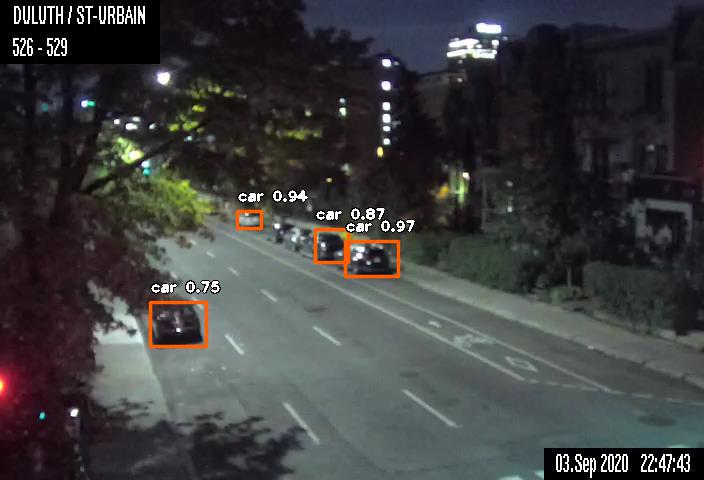 DULUTH / ST-URBAIN
526 - 529
car 0.94
car 0.87
car 0.97
car 0.75
03.Sep 2020 22:47:43